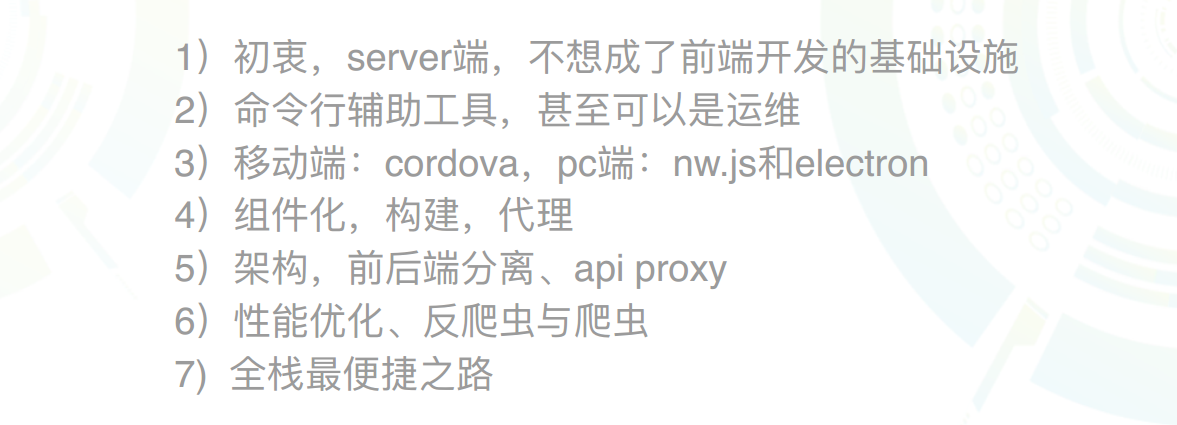 1）初衷，server端，不想成了前端开发的基础设施
2）命令行辅助工具，甚至可以是运维
3）移动端：cordova，pc端：nw.js和electron
4）组件化，构建，代理
5）架构，前后端分离、api proxy
6）性能优化、反爬虫与爬虫
7）全栈最便捷之路